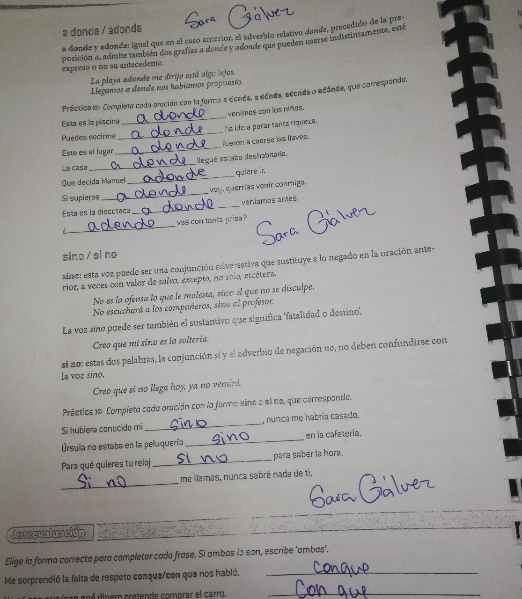 a donde / adonde
Sara Gálvez
a donde y adonde: igual que en el caso anterior, el adverbio relativo donde, precedido de la pre-
posición a, admite también dos grafías a donde y adonde que pueden usarse indistintamente, esté
expreso o no su antecedente.
La playa adonde me dirijo está algo lejos.
Llegamos a donde nos habíamos propuesto.
Práctica Completa cada oración con la forma a donde, a dónde, adonde o adónde, que corresponda.
Esta es la piscina a donde venimos con los niños.
Puedes decirme a donde ha ido a parar tanta riqueza.
Este es el lugar a donde fueron a caerse las llaves.
La casa a donde llegué estaba deshabitada.
Que decida Manuel adonde quiere ir.
Si supieras a donde voy, querrías venir conmigo.
Esta es la discoteca a donde veníamos antes.
¿ adonde vas con tanta prisa?
Sara Gálvez
sino / si no
sino: esta voz puede ser una conjunción adversativa que sustituye a lo negado en la oración ante-
rior, a veces con valor de salvo, excepto, no solo, etcétera.
No es la ofensa lo que le molesta, sino el que no se disculpe.
No escuchará a los compañeros, sino al profesor.
La voz sino puede ser también el sustantivo que significa 'fatalidad o destino'.
Creo que mi sino es la soltería.
si no: estas dos palabras, la conjunción si y el adverbio de negación no, no deben confundirse con
la voz sino.
Creo que si no llega hoy, ya no vendrá.
Práctica Completa cada oración con la forma sino o si no, que corresponda.
Si hubiera conocido mi sino, nunca me habría casado.
Úrsula no estaba en la peluquería sino en la cafetería.
Para qué quieres tu reloj si no para saber la hora.
Si no me llamas, nunca sabré nada de ti.
Sara Gálvez
Autoevaluación
Elige la forma correcta para completar cada frase. Si ambas lo son, escribe 'ambas'.
Me sorprendió la falta de respeto conque/con que nos habló. conque
qué dinero pretende comprar el carro. Con que